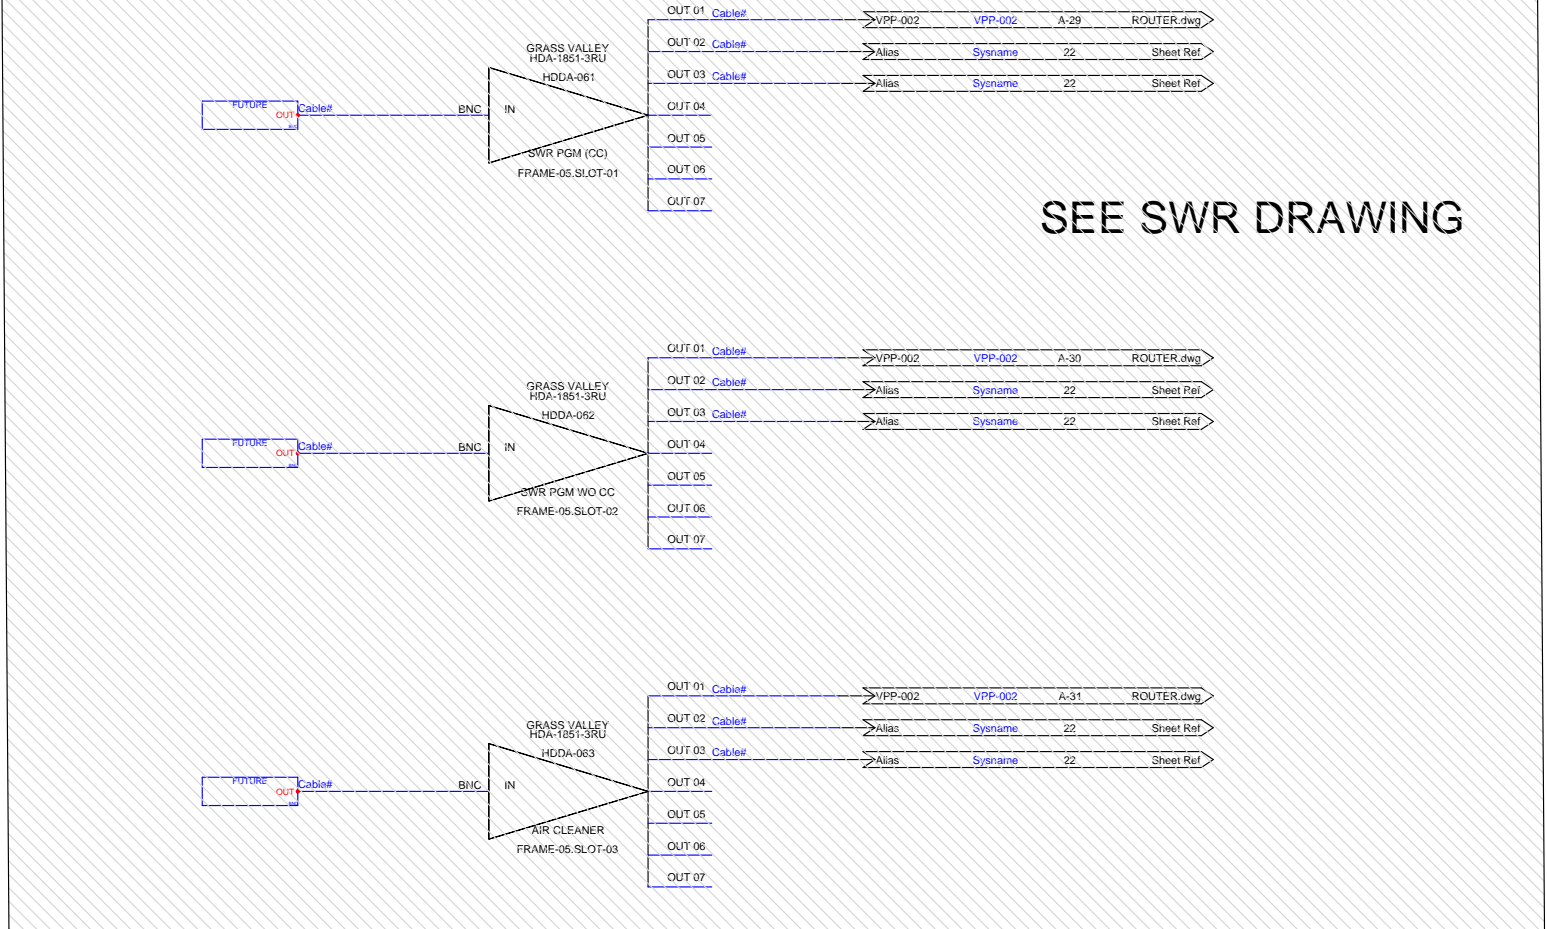 OUT 01 Cable# VPP-002 VPP-002 A-29 ROUTER.dwg
GRASS VALLEY
HDA-1851-3RU
OUT 02 Cable# Alias Sysname 22 Sheet Ref
HDDA-061
OUT 03 Cable# Alias Sysname 22 Sheet Ref
FUTURE
OUT
Cable#
BNC IN
OUT 04
OUT 05
SWR PGM (CC)
FRAME-05.SLOT-01
OUT 06
OUT 07
SEE SWR DRAWING
OUT 01 Cable# VPP-002 VPP-002 A-30 ROUTER.dwg
GRASS VALLEY
HDA-1851-3RU
OUT 02 Cable# Alias Sysname 22 Sheet Ref
HDDA-062
OUT 03 Cable# Alias Sysname 22 Sheet Ref
FUTURE
OUT
Cable#
BNC IN
OUT 04
OUT 05
SWR PGM WO CC
FRAME-05.SLOT-02
OUT 06
OUT 07
OUT 01 Cable# VPP-002 VPP-002 A-31 ROUTER.dwg
GRASS VALLEY
HDA-1851-3RU
OUT 02 Cable# Alias Sysname 22 Sheet Ref
HDDA-063
OUT 03 Cable# Alias Sysname 22 Sheet Ref
FUTURE
OUT
Cable#
BNC IN
OUT 04
OUT 05
AIR CLEANER
FRAME-05.SLOT-03
OUT 06
OUT 07